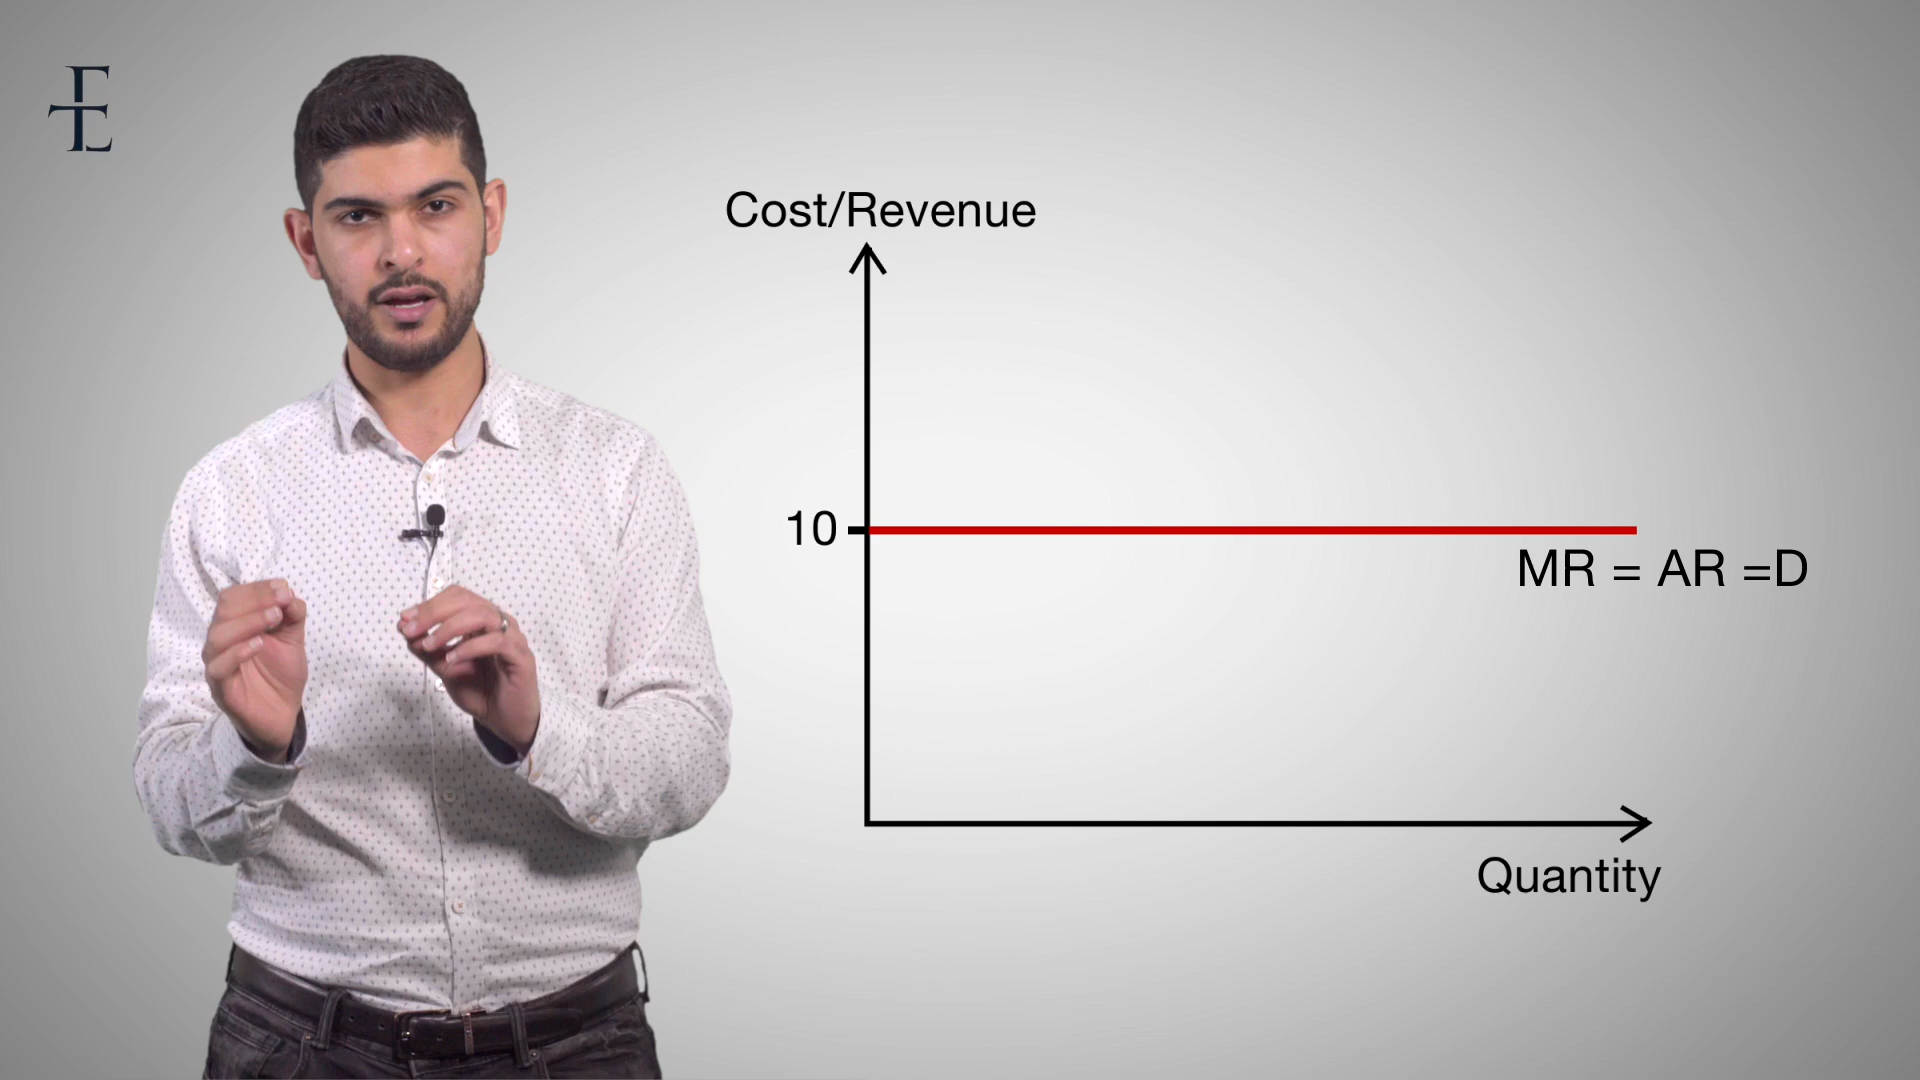 Cost/Revenue
10
MR = AR =D
Quantity